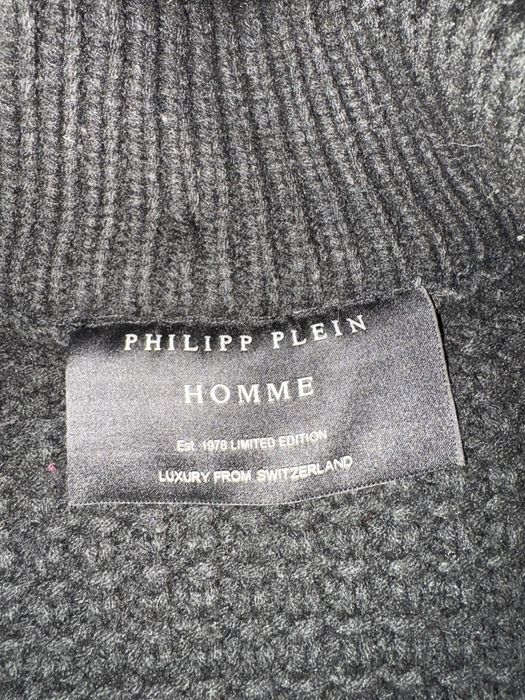 PHILIPP PLEIN
HOMME
Est. 1978 LIMITED EDITION
LUXURY FROM SWITZERLAND